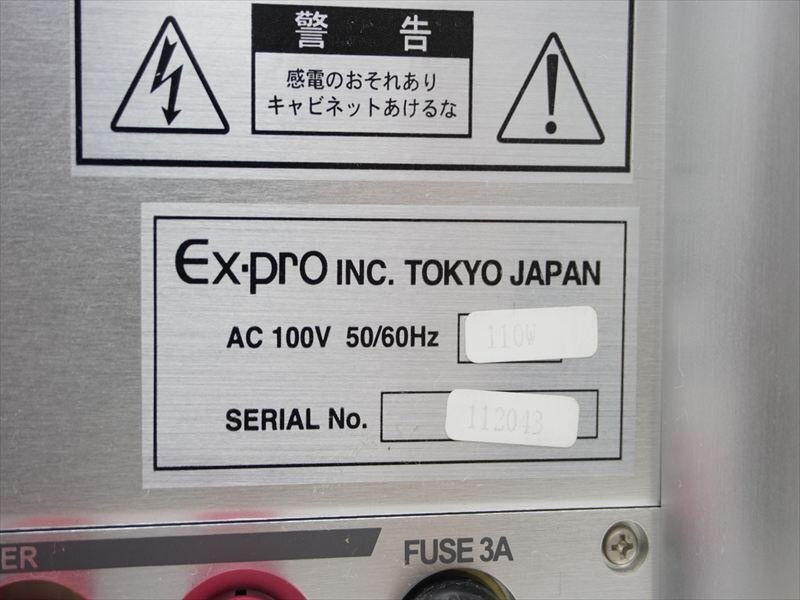 警告
感電のおそれあり
キャビネットあけるな
Ex-pro INC. TOKYO JAPAN
AC 100V 50/60Hz 110W
SERIAL No. 112043
ER
FUSE 3A